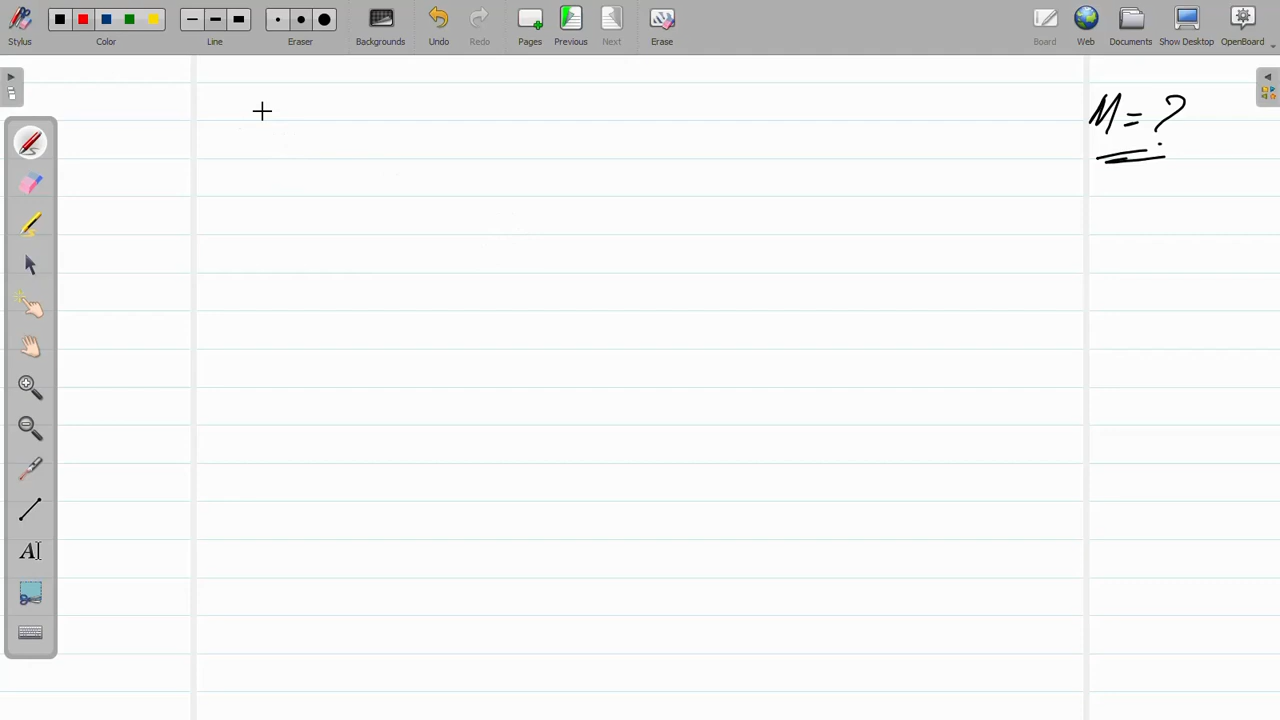 Stylus Color Line Eraser Backgrounds Undo Redo Pages Previous Next Erase Board Web Documents Show Desktop OpenBoard
M = ?
A